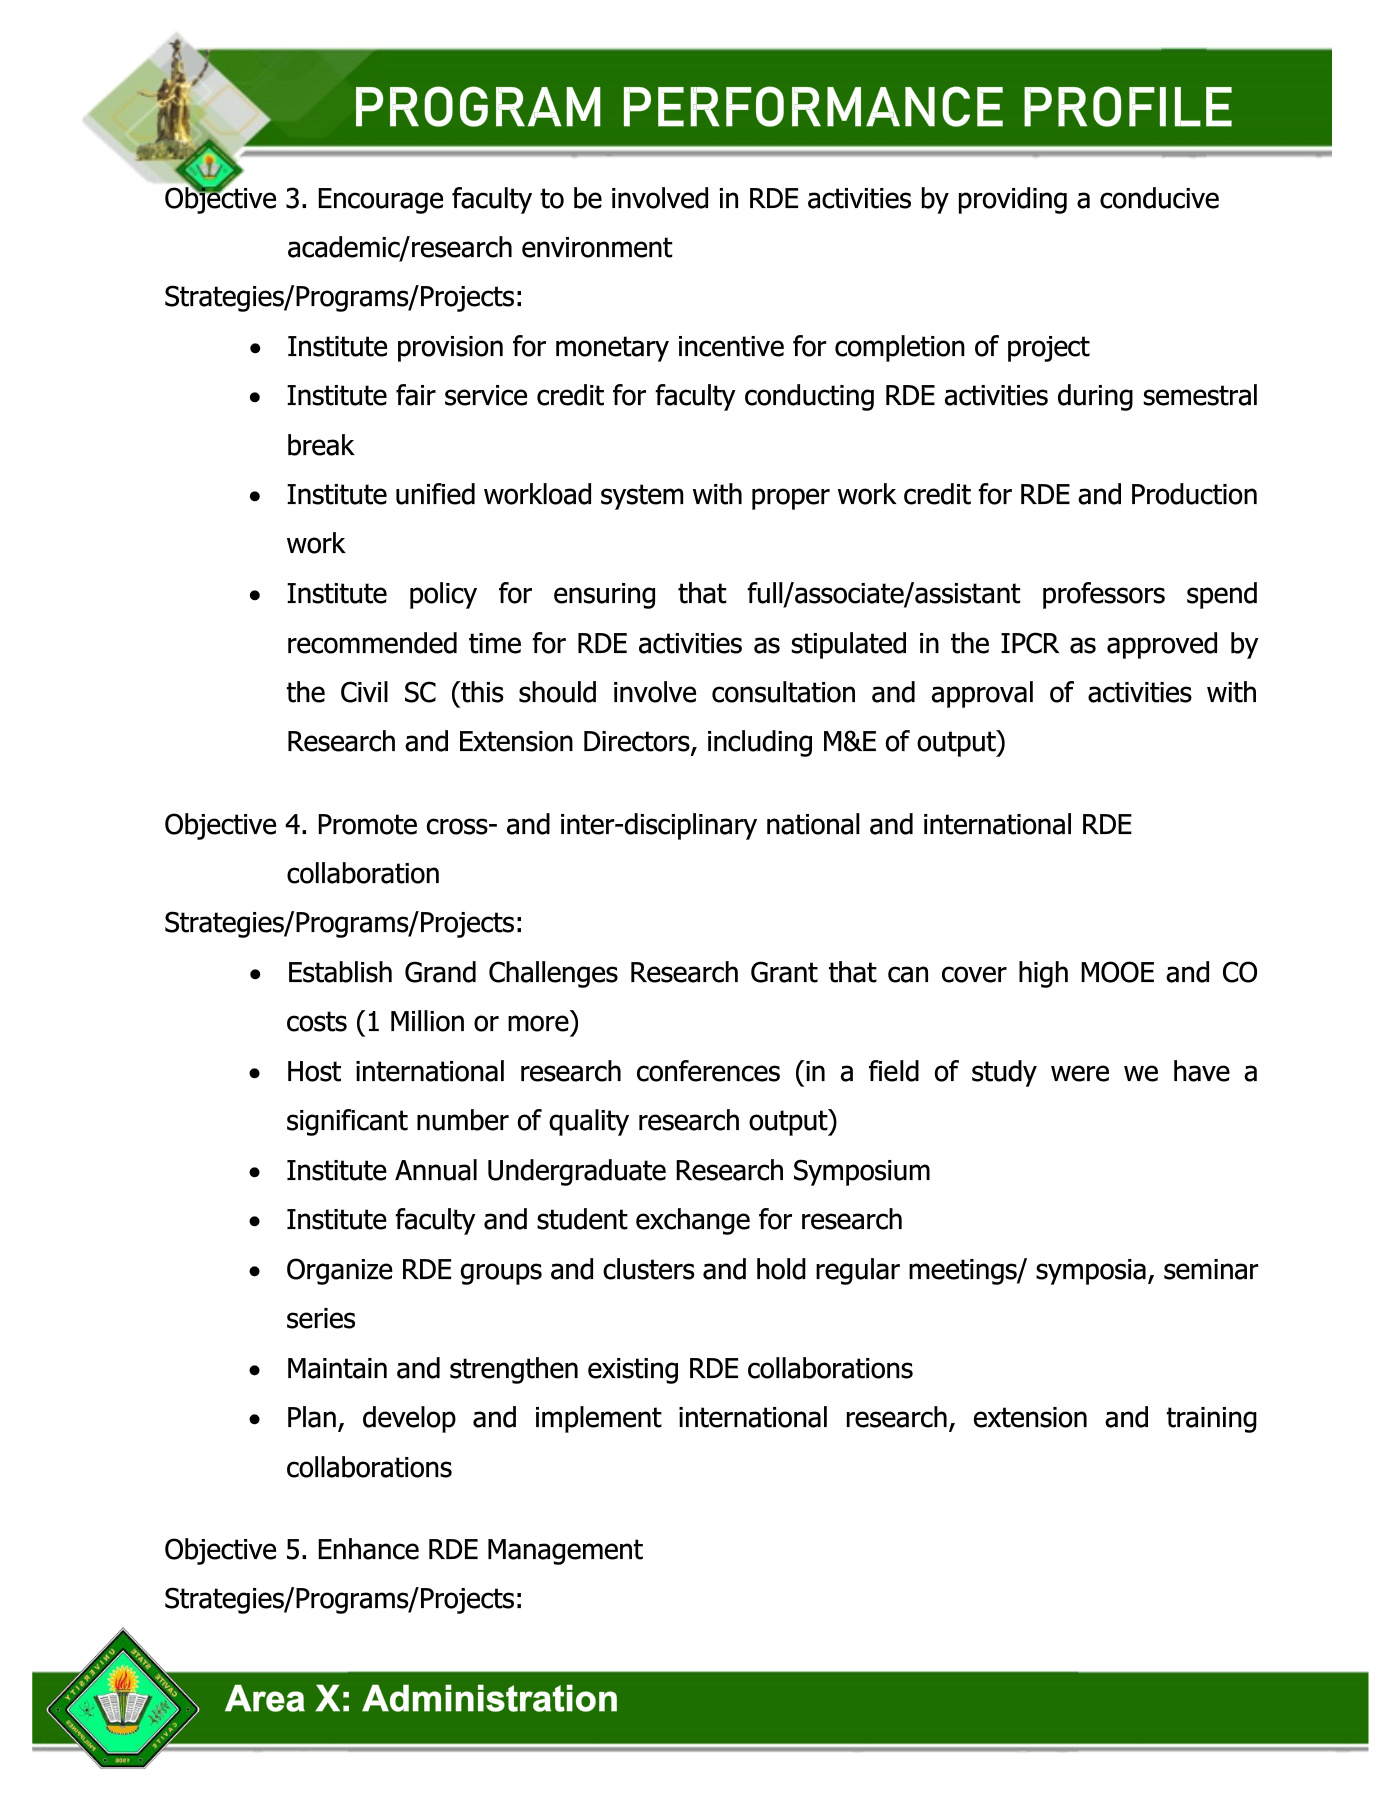 PROGRAM PERFORMANCE PROFILE
Objective 3. Encourage faculty to be involved in RDE activities by providing a conducive
academic/research environment
Strategies/Programs/Projects:
• Institute provision for monetary incentive for completion of project
• Institute fair service credit for faculty conducting RDE activities during semestral
break
• Institute unified workload system with proper work credit for RDE and Production
work
• Institute policy for ensuring that full/associate/assistant professors spend
recommended time for RDE activities as stipulated in the IPCR as approved by
the Civil SC (this should involve consultation and approval of activities with
Research and Extension Directors, including M&E of output)
Objective 4. Promote cross- and inter-disciplinary national and international RDE
collaboration
Strategies/Programs/Projects:
• Establish Grand Challenges Research Grant that can cover high MOOE and CO
costs (1 Million or more)
• Host international research conferences (in a field of study were we have a
significant number of quality research output)
• Institute Annual Undergraduate Research Symposium
• Institute faculty and student exchange for research
• Organize RDE groups and clusters and hold regular meetings/ symposia, seminar
series
• Maintain and strengthen existing RDE collaborations
• Plan, develop and implement international research, extension and training
collaborations
Objective 5. Enhance RDE Management
Strategies/Programs/Projects:
CAVITE STATE UNIVERSITY
CAVITE
PHILIPPINES
1906
Area X: Administration